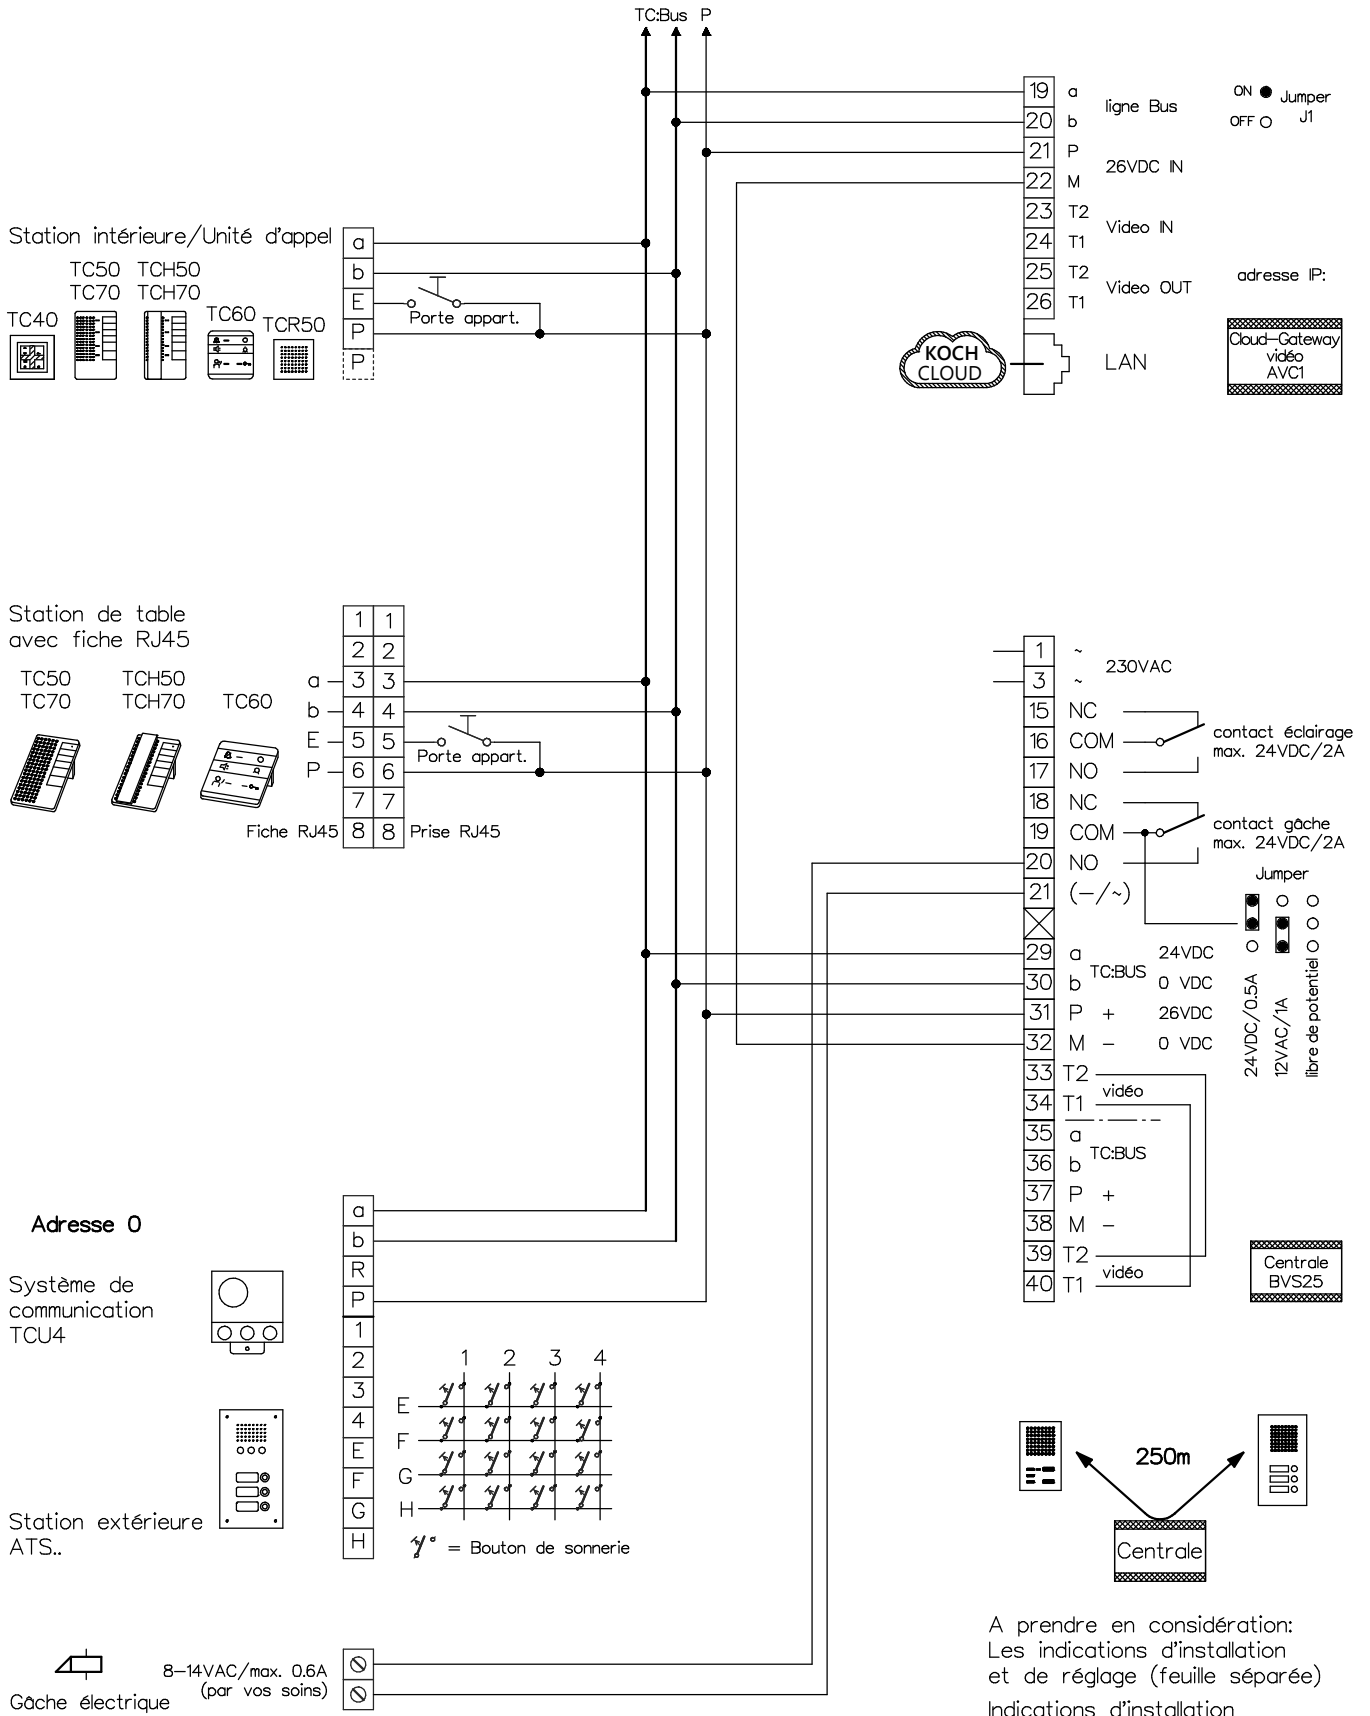 TC:Bus P
19 a
20 b
ligne Bus
21 P
22 M
26VDC IN
23 T2
24 T1
Video IN
25 T2
26 T1
Video OUT
ON
OFF
Jumper
J1
adresse IP:
KOCH
CLOUD
LAN
Cloud-Gateway
vidéo
AVC1
Station intérieure/Unité d'appel
TC50 TCH50
TC70 TCH70
TC40
TC60
TCR50
a
b
E
P
P
Porte appart.
Station de table
avec fiche RJ45
TC50 TCH50
TC70 TCH70 TC60
1 1
2 2
a 3 3
b 4 4
E 5 5
P 6 6
7 7
Fiche RJ45 8 8 Prise RJ45
Porte appart.
1 ~
3 ~
230VAC
15 NC
16 COM
17 NO
contact éclairage
max. 24VDC/2A
18 NC
19 COM
20 NO
contact gâche
max. 24VDC/2A
21 (-/~)
Jumper
24VDC/0.5A
12VAC/1A
libre de potentiel
29 a 24VDC
TC:BUS
30 b 0 VDC
31 P + 26VDC
32 M - 0 VDC
33 T2
vidéo
34 T1
35 a
TC:BUS
36 b
37 P +
38 M -
39 T2
vidéo
40 T1
Centrale
BVS25
Adresse 0
Système de
communication
TCU4
a
b
R
P
1
2
3
4
E
F
G
H
1 2 3 4
E
F
G
H
= Bouton de sonnerie
Station extérieure
ATS..
250m
Centrale
8-14VAC/max. 0.6A
(par vos soins)
Gâche électrique
A prendre en considération:
Les indications d'installation
et de réglage (feuille séparée)
Indications d'installation